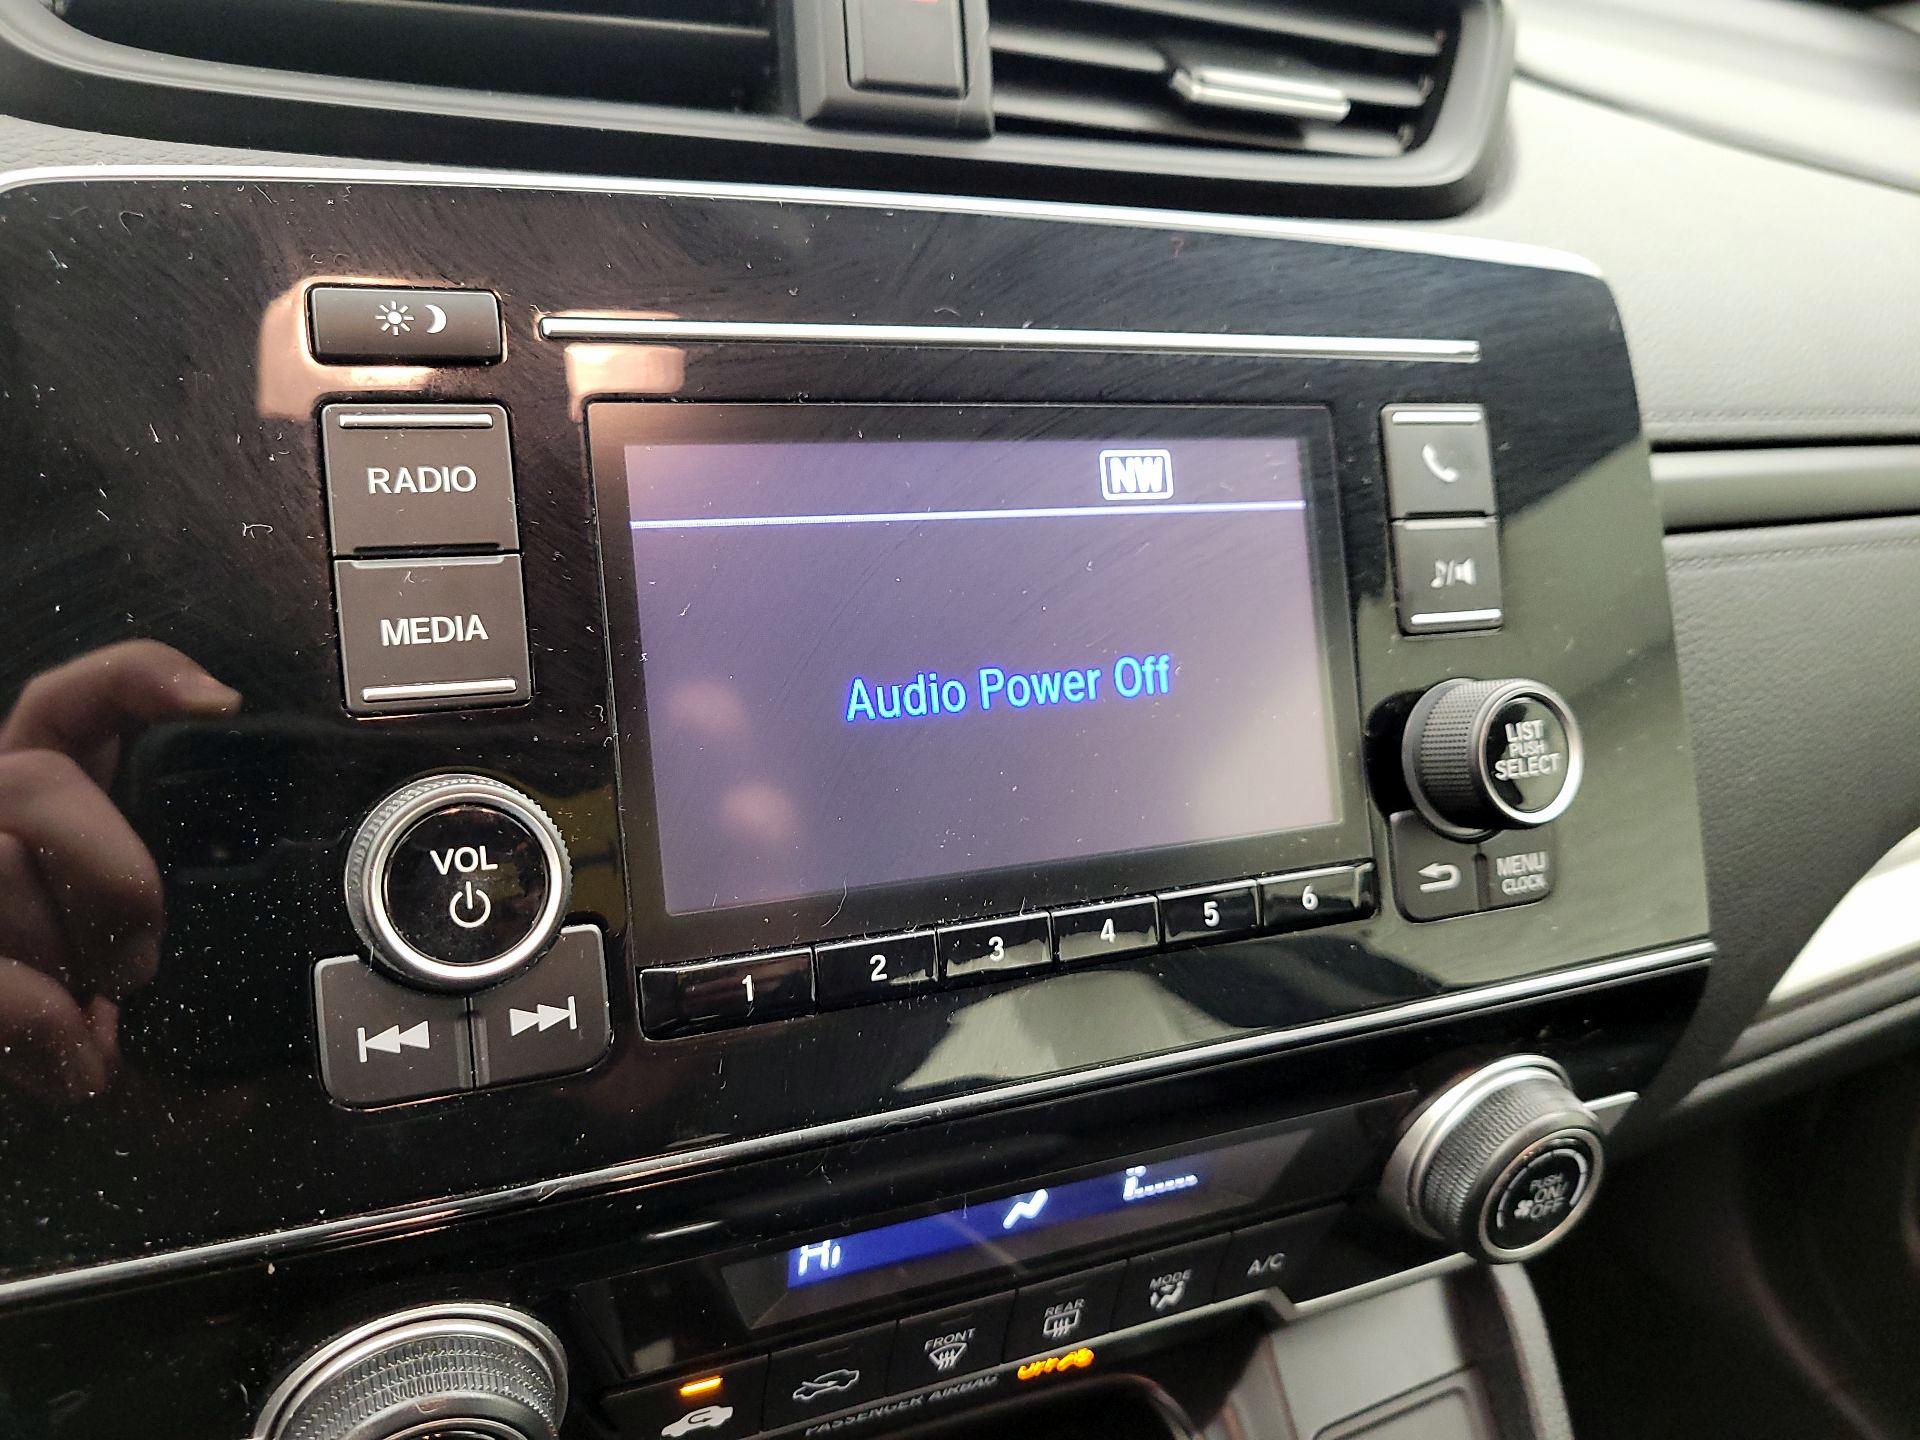 RADIO
MEDIA
VOL
NW
Audio Power Off
LIST
PUSH
SELECT
MENU
CLOCK
1 2 3 4 5 6
Hi
PUSH
ON/
OFF
FRONT
REAR
MODE
A/C
PASSENGER AIRBAG
OFF